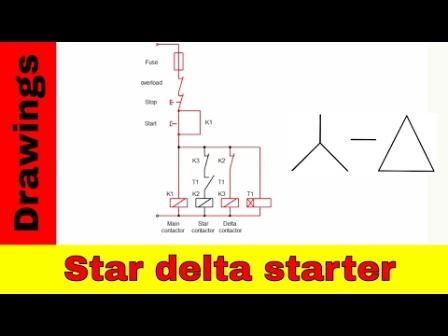 Drawings
Fuse
overload
Stop
Start
K1
K3 K2
T1 T1
K1 K2 K3 T1
Main contactor
Star contactor
Delta contactor
Star delta starter